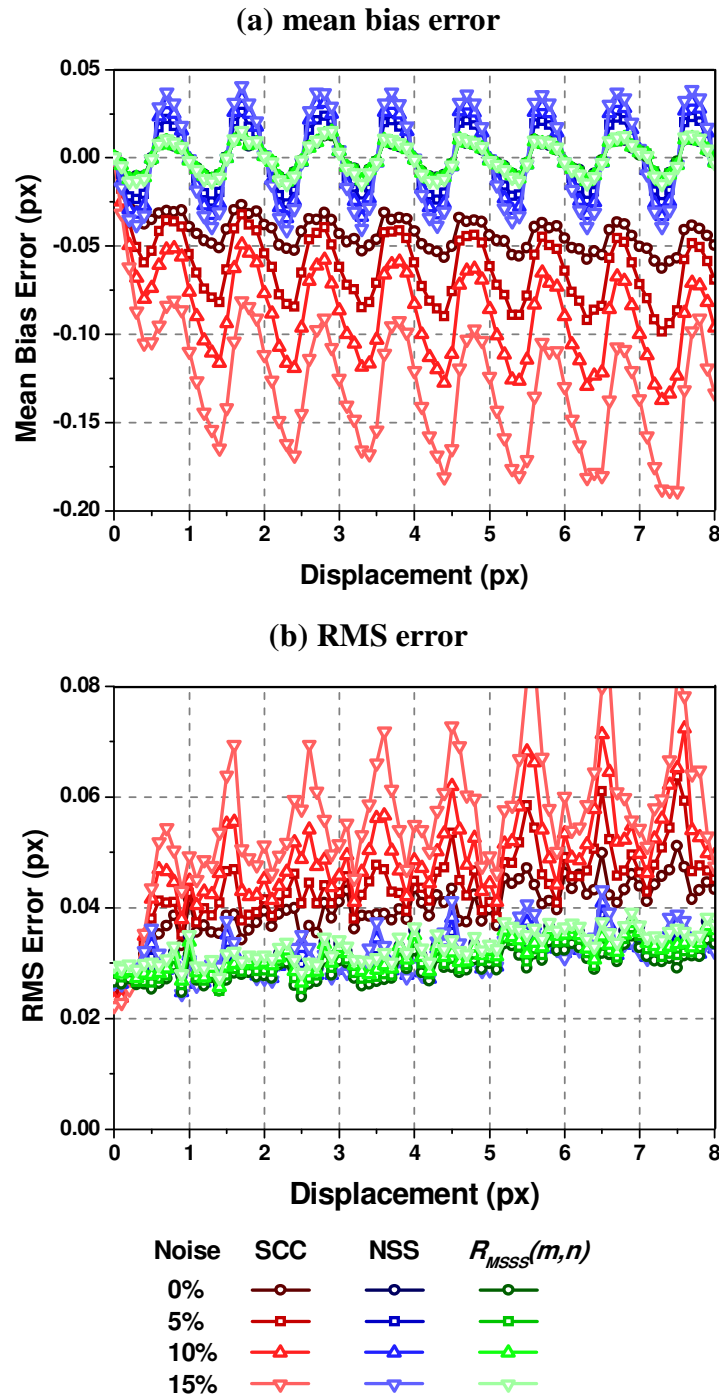 (a) mean bias error
0.05
0.00
-0.05
-0.10
-0.15
-0.20
Mean Bias Error (px)
0 1 2 3 4 5 6 7 8
Displacement (px)
(b) RMS error
0.08
0.06
0.04
0.02
0.00
RMS Error (px)
0 1 2 3 4 5 6 7 8
Displacement (px)
Noise SCC NSS R_MSSS(m,n)
0%
5%
10%
15%